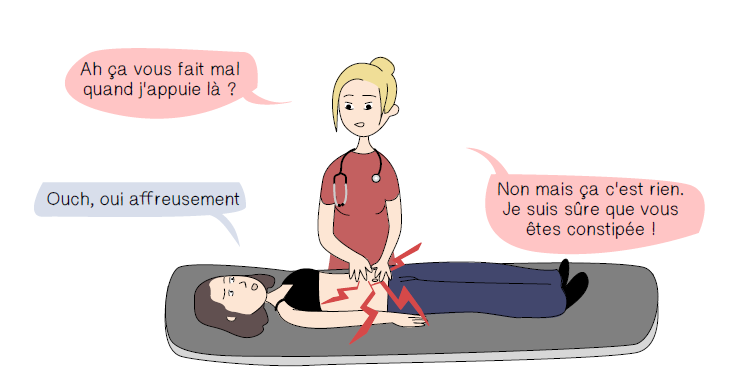 Ah ça vous fait mal
quand j'appuie là ?
Ouch, oui affreusement
Non mais ça c'est rien.
Je suis sûre que vous
êtes constipée !